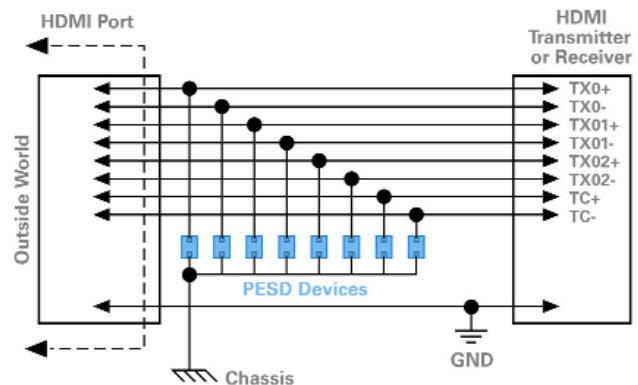 HDMI Port
HDMI
Transmitter
or Receiver
Outside World
TX0+
TX0-
TX01+
TX01-
TX02+
TX02-
TC+
TC-
PESD Devices
GND
Chassis